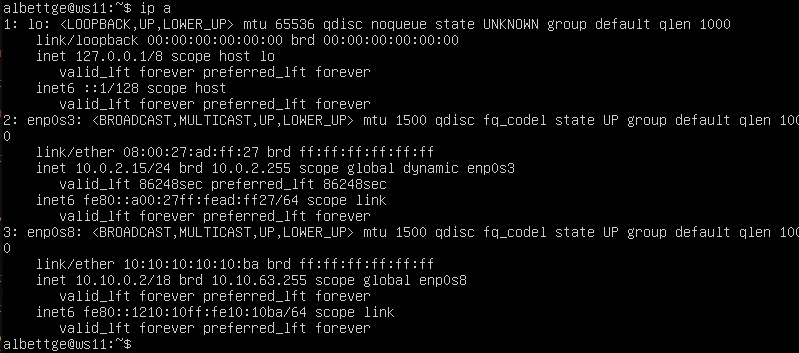 albettge@ws11:~$ ip a
1: lo: <LOOPBACK,UP,LOWER_UP> mtu 65536 qdisc noqueue state UNKNOWN group default qlen 1000
    link/loopback 00:00:00:00:00:00 brd 00:00:00:00:00:00
    inet 127.0.0.1/8 scope host lo
       valid_lft forever preferred_lft forever
    inet6 ::1/128 scope host
       valid_lft forever preferred_lft forever
2: enp0s3: <BROADCAST,MULTICAST,UP,LOWER_UP> mtu 1500 qdisc fq_codel state UP group default qlen 100
0
    link/ether 08:00:27:ad:ff:27 brd ff:ff:ff:ff:ff:ff
    inet 10.0.2.15/24 brd 10.0.2.255 scope global dynamic enp0s3
       valid_lft 86248sec preferred_lft 86248sec
    inet6 fe80::a00:27ff:fead:ff27/64 scope link
       valid_lft forever preferred_lft forever
3: enp0s8: <BROADCAST,MULTICAST,UP,LOWER_UP> mtu 1500 qdisc fq_codel state UP group default qlen 100
0
    link/ether 10:10:10:10:10:ba brd ff:ff:ff:ff:ff:ff
    inet 10.10.0.2/18 brd 10.10.63.255 scope global enp0s8
       valid_lft forever preferred_lft forever
    inet6 fe80::1210:10ff:fe10:10ba/64 scope link
       valid_lft forever preferred_lft forever
albettge@ws11:~$